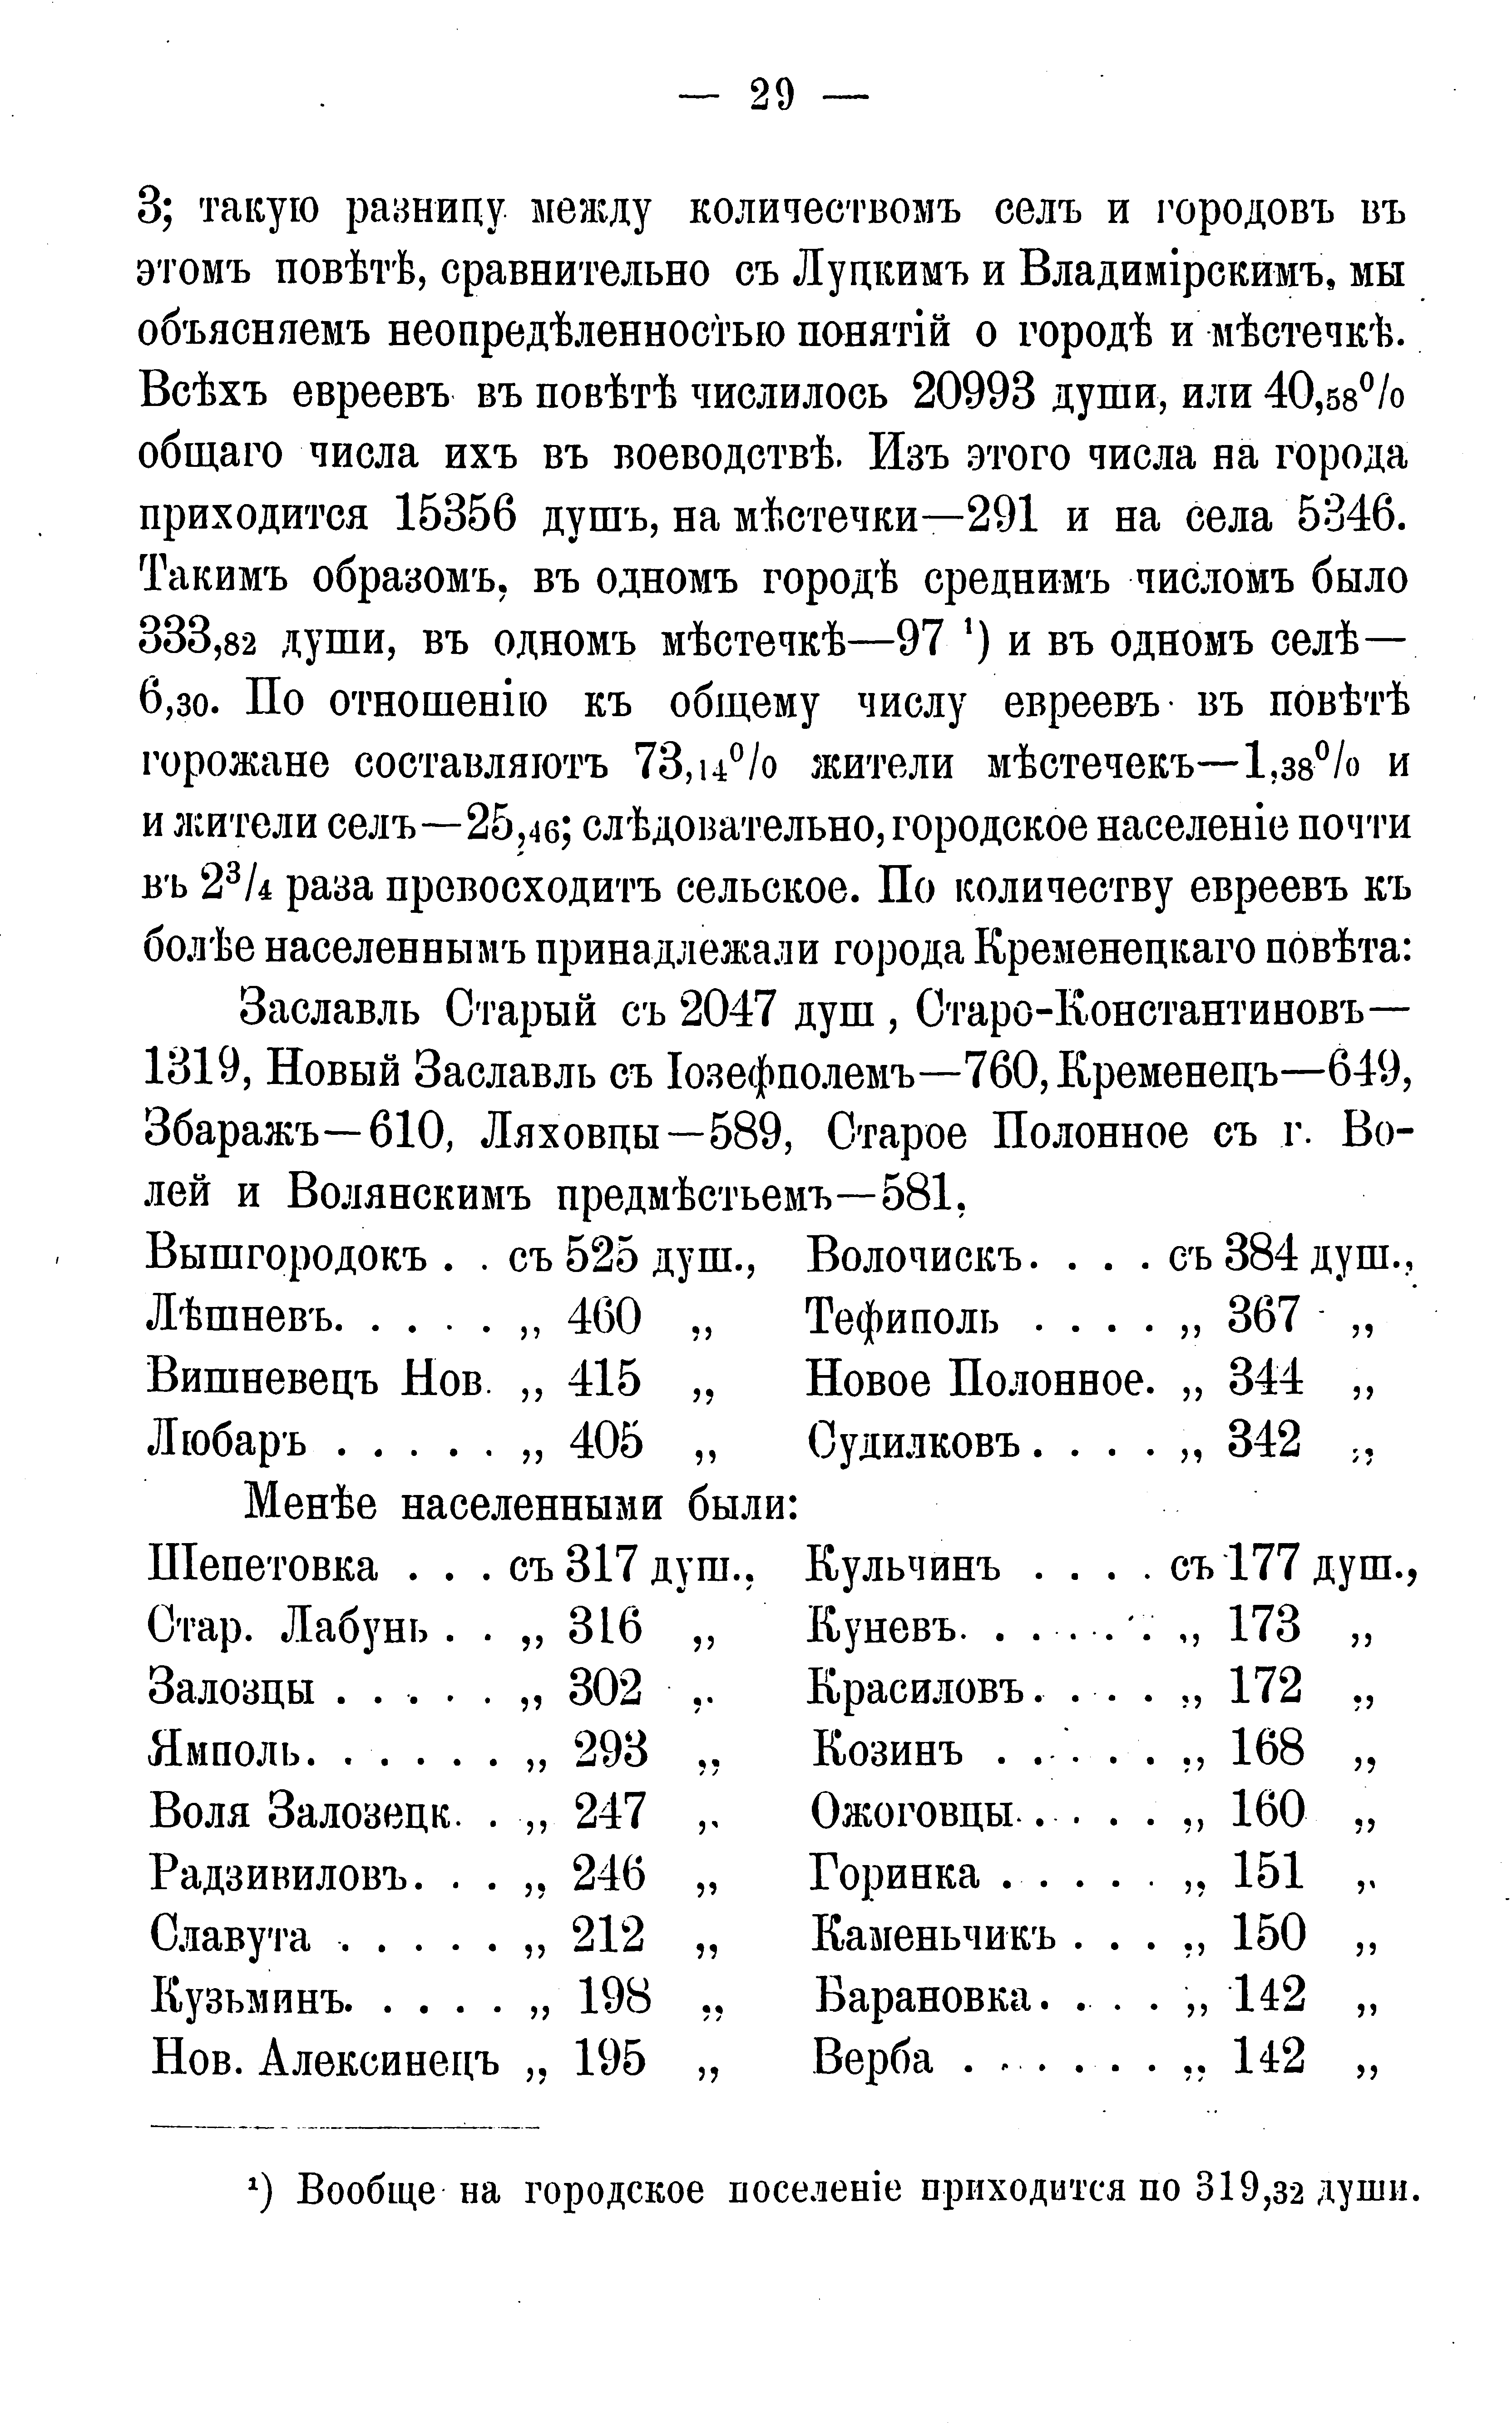 — 29 —
3; такую разницу между количествомъ селъ и городовъ въ
этомъ повѣтѣ, сравнительно съ Луцкимъ и Владимірскимъ, мы
объясняемъ неопредѣленностью понятій о городѣ и мѣстечкѣ.
Всѣхъ евреевъ въ повѣтѣ числилось 20993 души, или 40,58%
общаго числа ихъ въ воеводствѣ. Изъ этого числа на города
приходится 15356 душъ, на мѣстечки—291 и на села 5346.
Такимъ образомъ, въ одномъ городѣ среднимъ числомъ было
333,82 души, въ одномъ мѣстечкѣ—97 ¹) и въ одномъ селѣ—
6,30. По отношенію къ общему числу евреевъ въ повѣтѣ
горожане составляютъ 73,14% жители мѣстечекъ—1,38% и
и жители селъ—25,46; слѣдовательно, городское населеніе почти
въ 2³/4 раза превосходитъ сельское. По количеству евреевъ къ
болѣе населеннымъ принадлежали города Кременецкаго повѣта:
Заславль Старый съ 2047 душ , Старо-Константиновъ—
1319, Новый Заславль съ Іозефполемъ—760, Кременецъ—649,
Збаражъ—610, Ляховцы—589, Старое Полонное съ г. Во-
лей и Волянскимъ предмѣстьемъ—581.
Вышгородокъ . . съ 525 душ., Волочискъ. . . . съ 384 душ.,
Лѣшневъ. . . . . „ 460 „ Тефиполь . . . . „ 367 „
Вишневецъ Нов. „ 415 „ Новое Полонное. „ 344 „
Любаръ . . . . . „ 405 „ Судилковъ . . . . „ 342 „
Менѣе населенными были:
Шепетовка . . . съ 317 душ., Кульчинъ . . . . съ 177 душ.,
Стар. Лабунь . . „ 316 „ Куневъ. . . . . . „ 173 „
Залозцы . . . . . „ 302 „ Красиловъ. . . . „ 172 „
Ямполь. . . . . . „ 293 „ Козинъ . . . . . „ 168 „
Воля Залозецк. . „ 247 „ Ожоговцы. . . . . „ 160 „
Радзивиловъ. . . „ 246 „ Горинка . . . . . „ 151 „
Славута . . . . . „ 212 „ Каменьчикъ . . . „ 150 „
Кузьминъ. . . . . „ 198 „ Барановка. . . . „ 142 „
Нов. Алексинецъ „ 195 „ Верба . . . . . . „ 142 „
¹) Вообще на городское поселеніе приходится по 319,32 души.